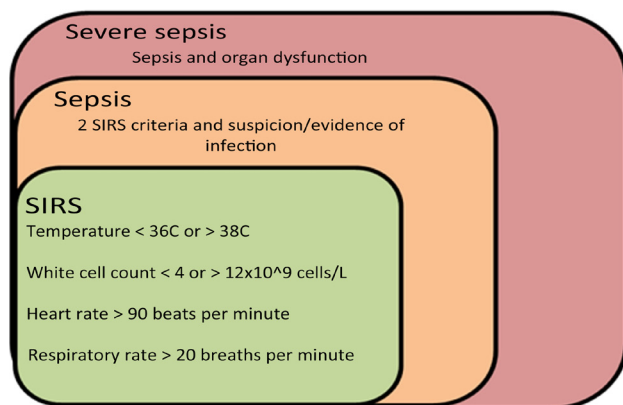 Severe sepsis
Sepsis and organ dysfunction
Sepsis
2 SIRS criteria and suspicion/evidence of
infection
SIRS
Temperature < 36C or > 38C
White cell count < 4 or > 12x10^9 cells/L
Heart rate > 90 beats per minute
Respiratory rate > 20 breaths per minute